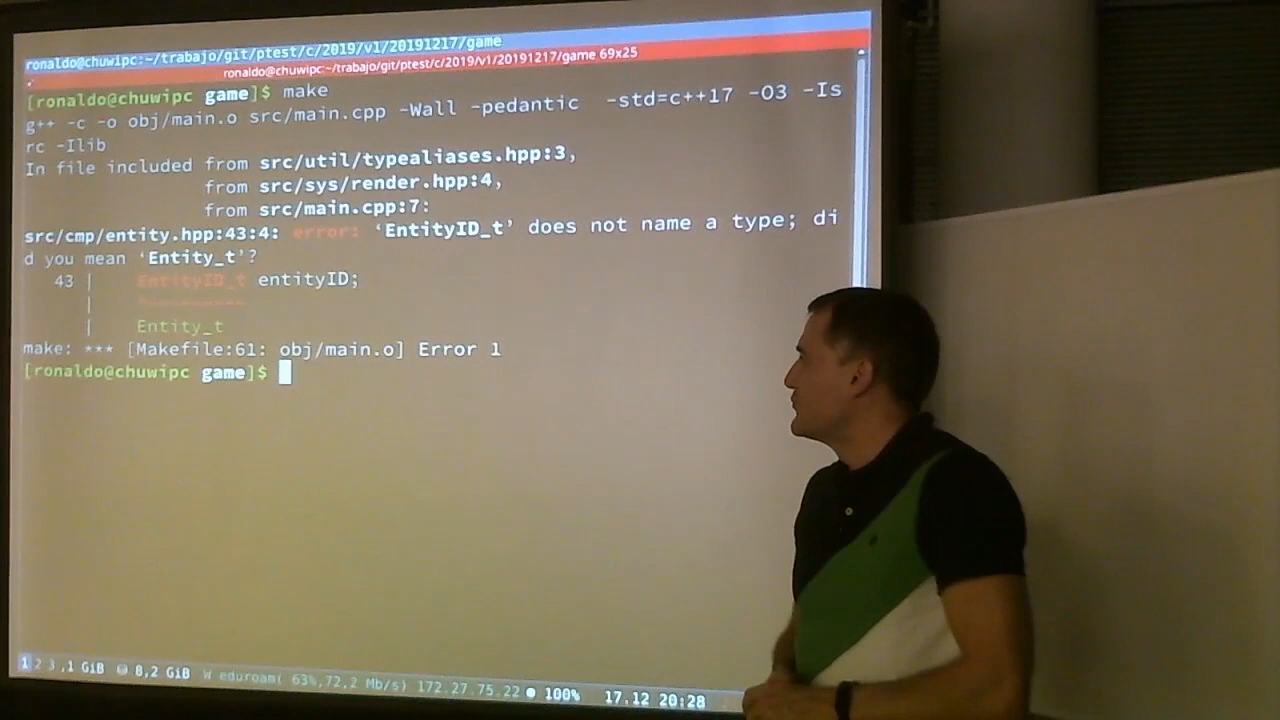 ronaldo@chuwipc:~/trabajo/git/ptest/c/2019/v1/20191217/game
ronaldo@chuwipc:~/trabajo/git/ptest/c/2019/v1/20191217/game 69x25
[ronaldo@chuwipc game]$ make
g++ -c -o obj/main.o src/main.cpp -Wall -pedantic  -std=c++17 -O3 -Is
rc -Ilib
In file included from src/util/typealiases.hpp:3,
                 from src/sys/render.hpp:4,
                 from src/main.cpp:7:
src/cmp/entity.hpp:43:4: error: ‘EntityID_t’ does not name a type; di
d you mean ‘Entity_t’?
   43 |    EntityID_t entityID;
      |    ^~~~~~~~~~
      |    Entity_t
make: *** [Makefile:61: obj/main.o] Error 1
[ronaldo@chuwipc game]$
1 2 3 ,1 GiB 8,2 GiB W eduroam( 63%,72,2 Mb/s) 172.27.75.22 ● 100% 17.12 20:28